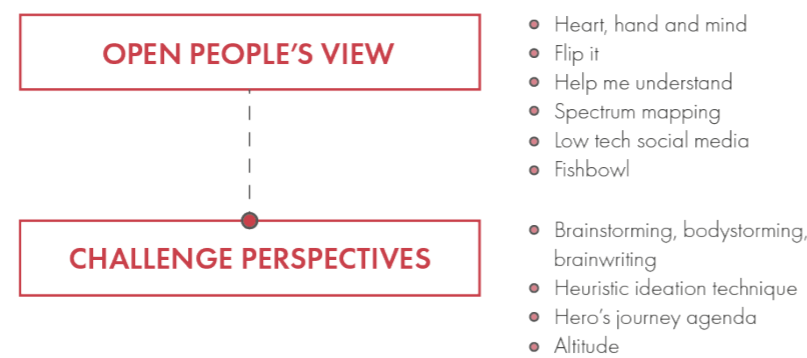 OPEN PEOPLE'S VIEW
Heart, hand and mind
Flip it
Help me understand
Spectrum mapping
Low tech social media
Fishbowl
CHALLENGE PERSPECTIVES
Brainstorming, bodystorming,
brainwriting
Heuristic ideation technique
Hero's journey agenda
Altitude